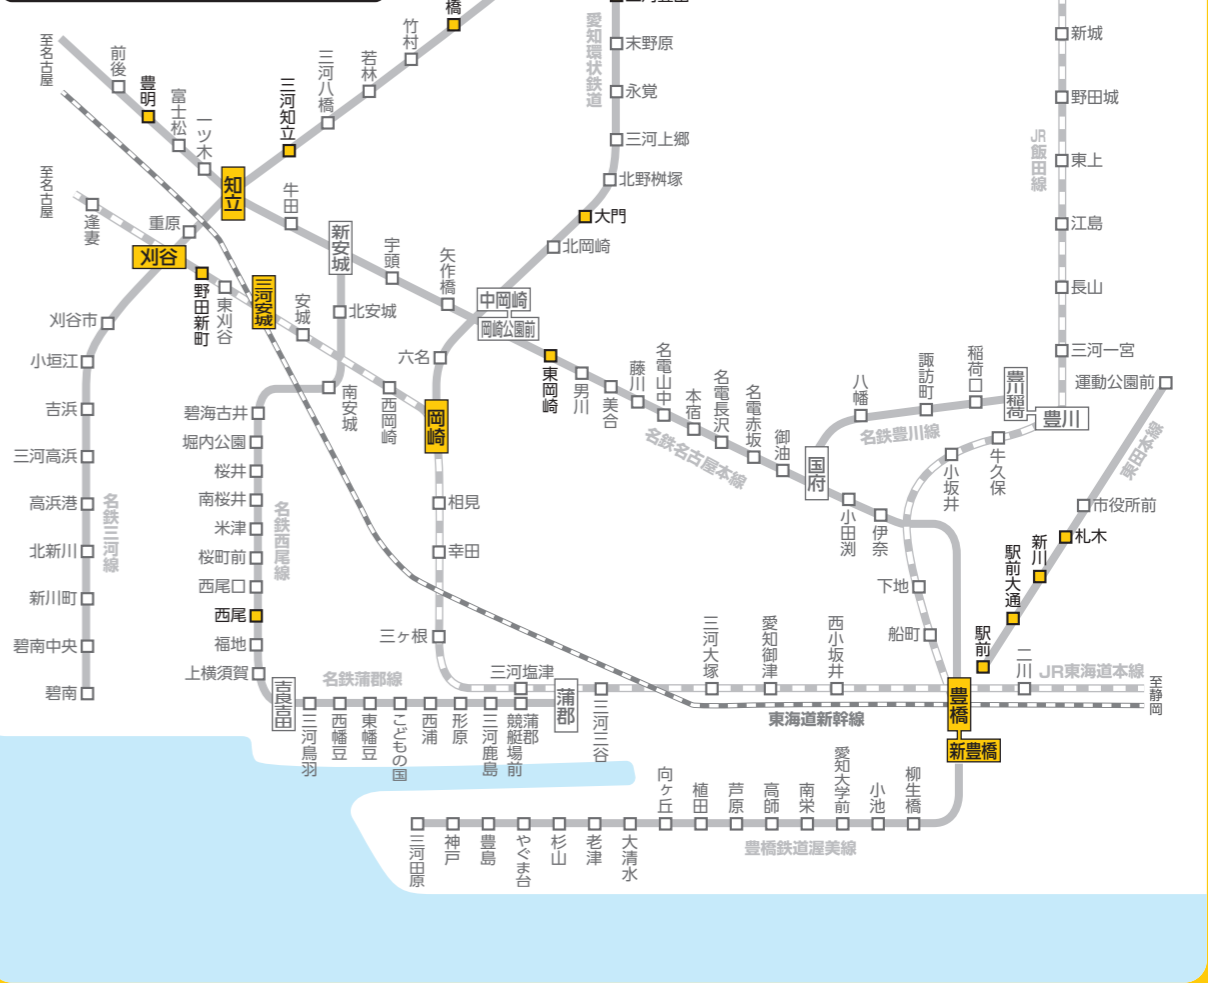 橋
竹村
若林
三河八橋
三河知立
至名古屋
前後
豊明
富士松
一ツ木
知立
牛田
新安城
宇頭
矢作橋
中岡崎
岡崎公園前
愛知環状鉄道
末野原
永覚
三河上郷
北野桝塚
大門
北岡崎
六名
新城
野田城
東上
JR飯田線
江島
長山
三河一宮
至名古屋
逢妻
重原
刈谷
野田新町
東刈谷
三河安城
安城
西岡崎
岡崎
北安城
南安城
刈谷市
小垣江
吉浜
三河高浜
高浜港
北新川
新川町
碧南中央
碧南
名鉄三河線
碧海古井
堀内公園
桜井
南桜井
米津
桜町前
西尾口
西尾
福地
上横須賀
吉良吉田
名鉄西尾線
東岡崎
男川
美合
藤川
名電山中
本宿
名電長沢
名電赤坂
御油
国府
名鉄名古屋本線
小田渕
伊奈
八幡
諏訪町
稲荷口
豊川稲荷
豊川
名鉄豊川線
牛久保
小坂井
下地
船町
運動公園前
東田本線
市役所前
札木
新川
駅前大通
駅前
二川
JR東海道本線
至静岡
相見
幸田
三ヶ根
三河塩津
蒲郡
三河三谷
三河大塚
愛知御津
西小坂井
東海道新幹線
豊橋
新豊橋
名鉄蒲郡線
三河鳥羽
西幡豆
東幡豆
こどもの国
西浦
形原
三河鹿島
蒲郡競艇場前
柳生橋
小池
愛知大学前
南栄
高師
芦原
植田
向ヶ丘
大清水
老津
杉山
やぐま台
豊島
神戸
三河田原
豊橋鉄道渥美線